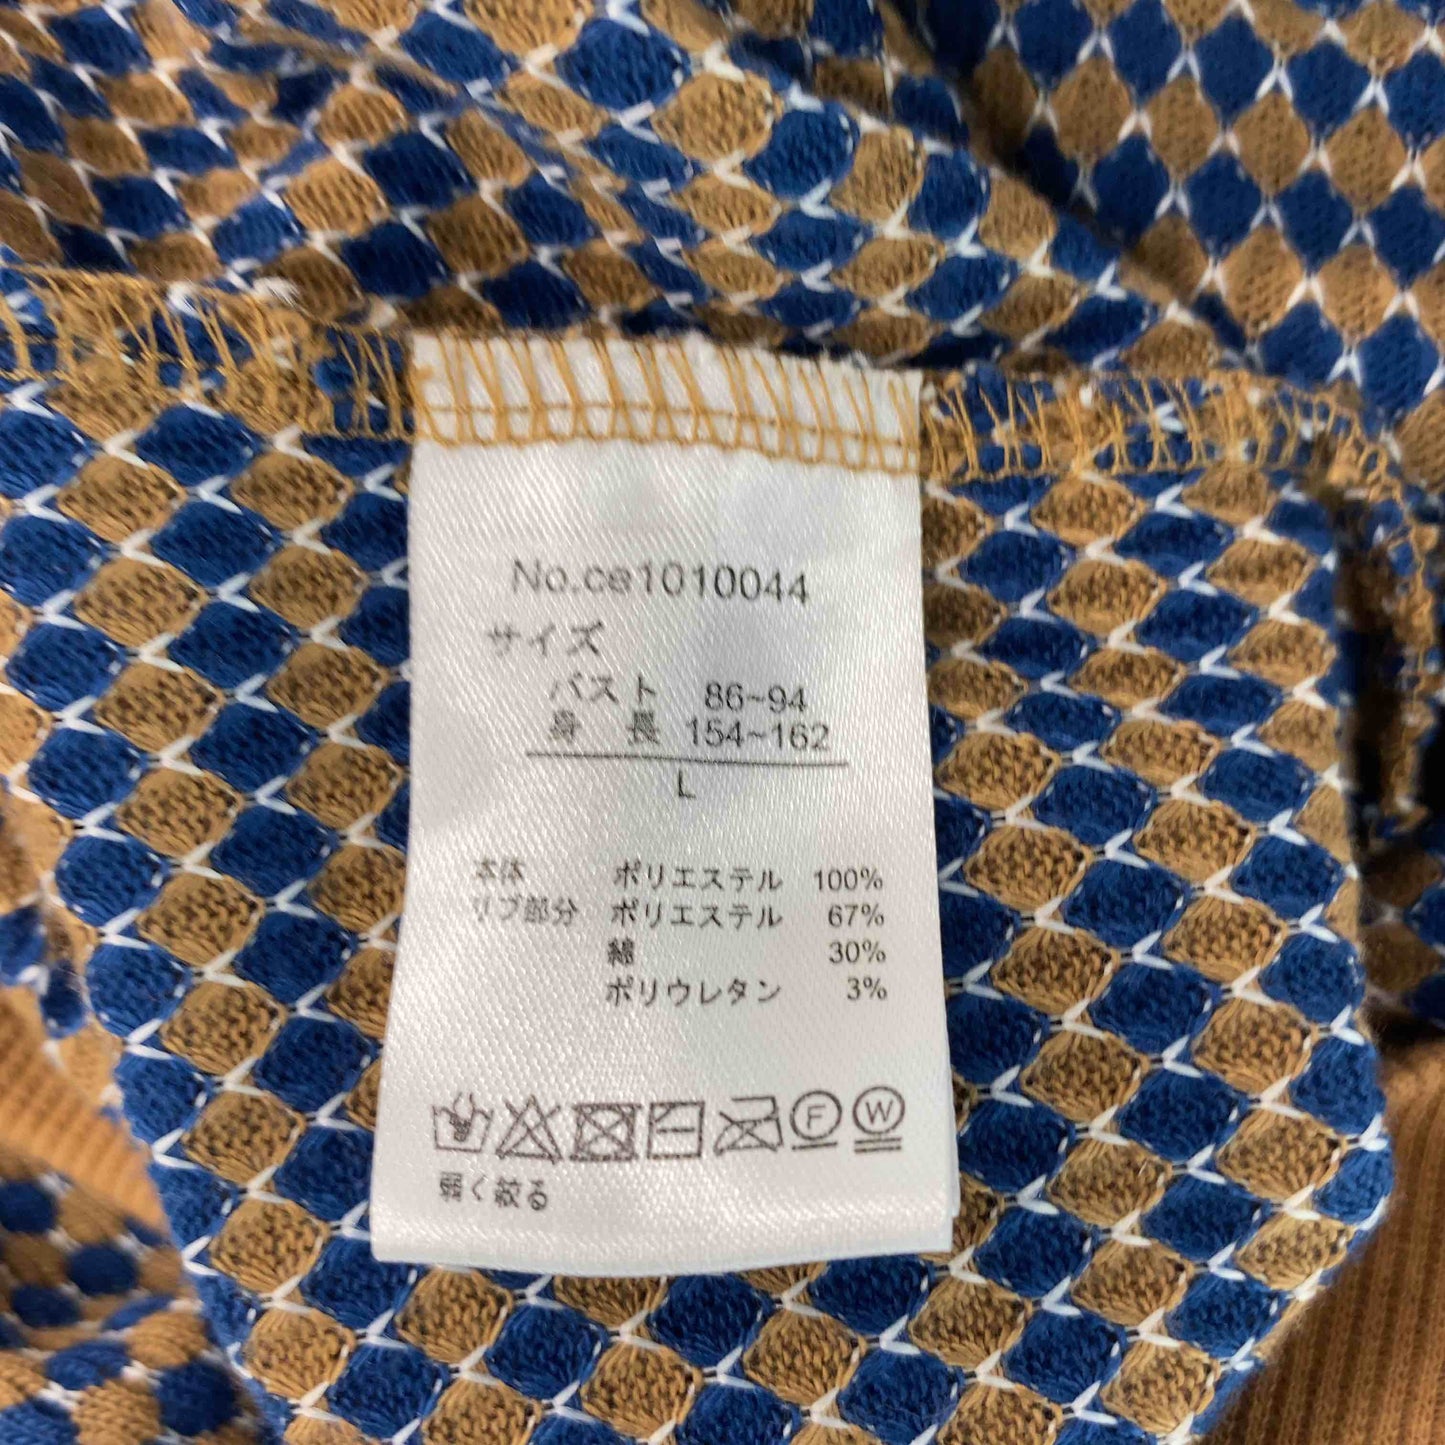 No.ce1010044
サイズ
バスト 86~94
身 長 154~162
L
本体 ポリエステル 100%
リブ部分 ポリエステル 67%
綿 30%
ポリウレタン 3%
F W
弱く絞る